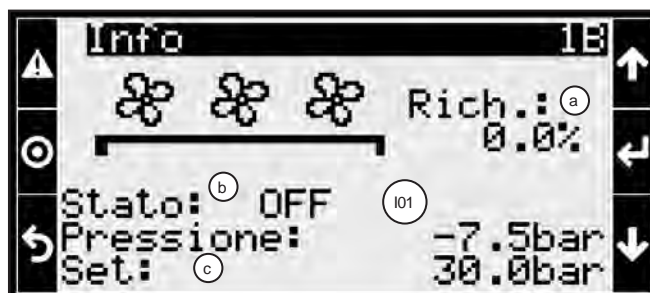 Info 1B
Rich.: a
0.0%
Stato: b OFF I01
Pressione: -7.5bar
Set: c 30.0bar